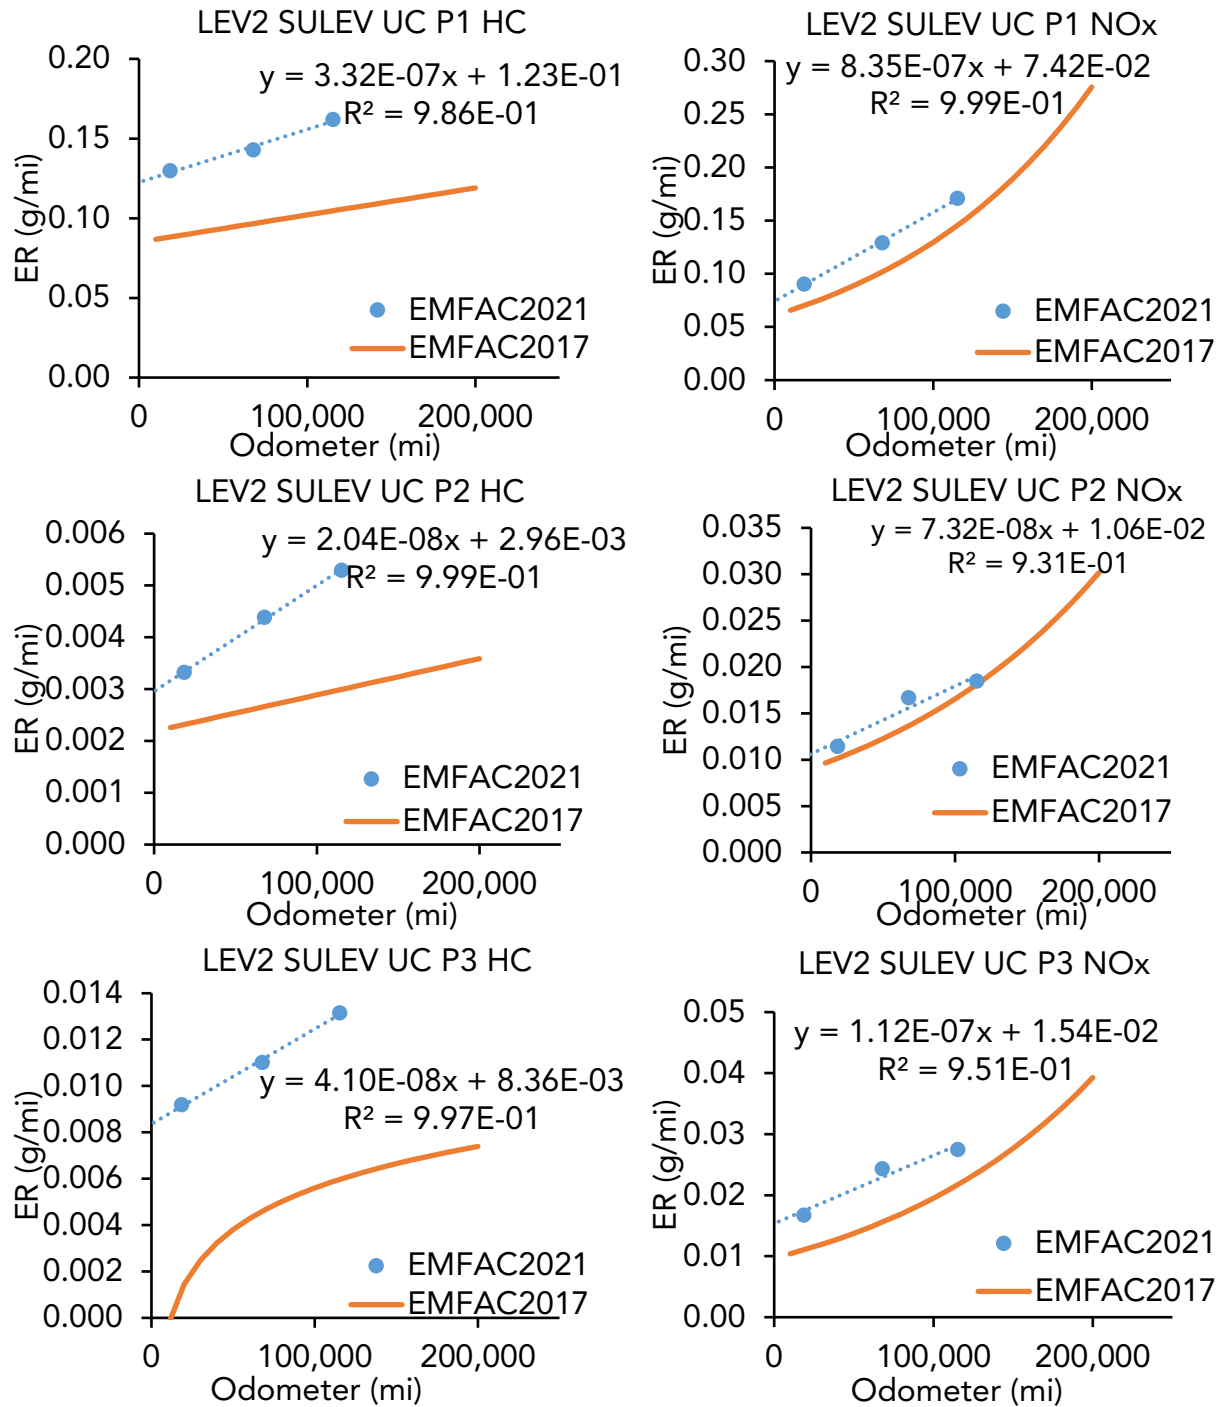 LEV2 SULEV UC P1 HC
y = 3.32E-07x + 1.23E-01
R² = 9.86E-01
0.20
0.15
0.10
0.05
0.00
ER (g/mi)
EMFAC2021
EMFAC2017
0 100,000 200,000
Odometer (mi)
LEV2 SULEV UC P1 NOx
y = 8.35E-07x + 7.42E-02
R² = 9.99E-01
0.30
0.25
0.20
0.15
0.10
0.05
0.00
ER (g/mi)
EMFAC2021
EMFAC2017
0 100,000 200,000
Odometer (mi)
LEV2 SULEV UC P2 HC
y = 2.04E-08x + 2.96E-03
R² = 9.99E-01
0.006
0.005
0.004
0.003
0.002
0.001
0.000
ER (g/mi)
EMFAC2021
EMFAC2017
0 100,000 200,000
Odometer (mi)
LEV2 SULEV UC P2 NOx
y = 7.32E-08x + 1.06E-02
R² = 9.31E-01
0.035
0.030
0.025
0.020
0.015
0.010
0.005
0.000
ER (g/mi)
EMFAC2021
EMFAC2017
0 100,000 200,000
Odometer (mi)
LEV2 SULEV UC P3 HC
y = 4.10E-08x + 8.36E-03
R² = 9.97E-01
0.014
0.012
0.010
0.008
0.006
0.004
0.002
0.000
ER (g/mi)
EMFAC2021
EMFAC2017
0 100,000 200,000
Odometer (mi)
LEV2 SULEV UC P3 NOx
y = 1.12E-07x + 1.54E-02
R² = 9.51E-01
0.05
0.04
0.03
0.02
0.01
0.00
ER (g/mi)
EMFAC2021
EMFAC2017
0 100,000 200,000
Odometer (mi)